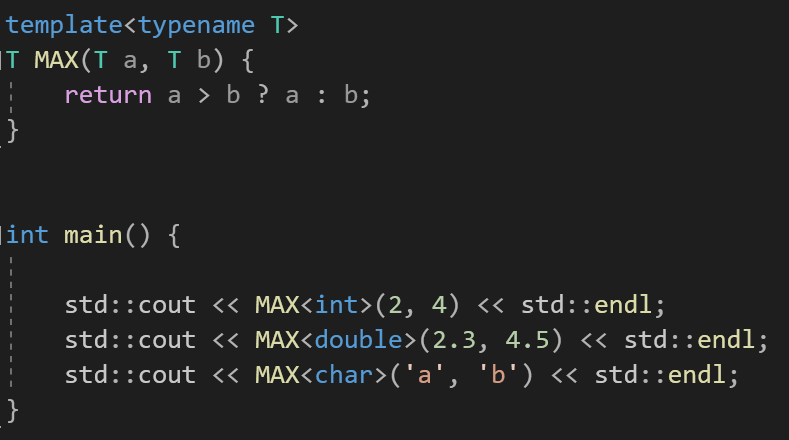 template<typename T>
T MAX(T a, T b) {
    return a > b ? a : b;
}
int main() {
    std::cout << MAX<int>(2, 4) << std::endl;
    std::cout << MAX<double>(2.3, 4.5) << std::endl;
    std::cout << MAX<char>('a', 'b') << std::endl;
}